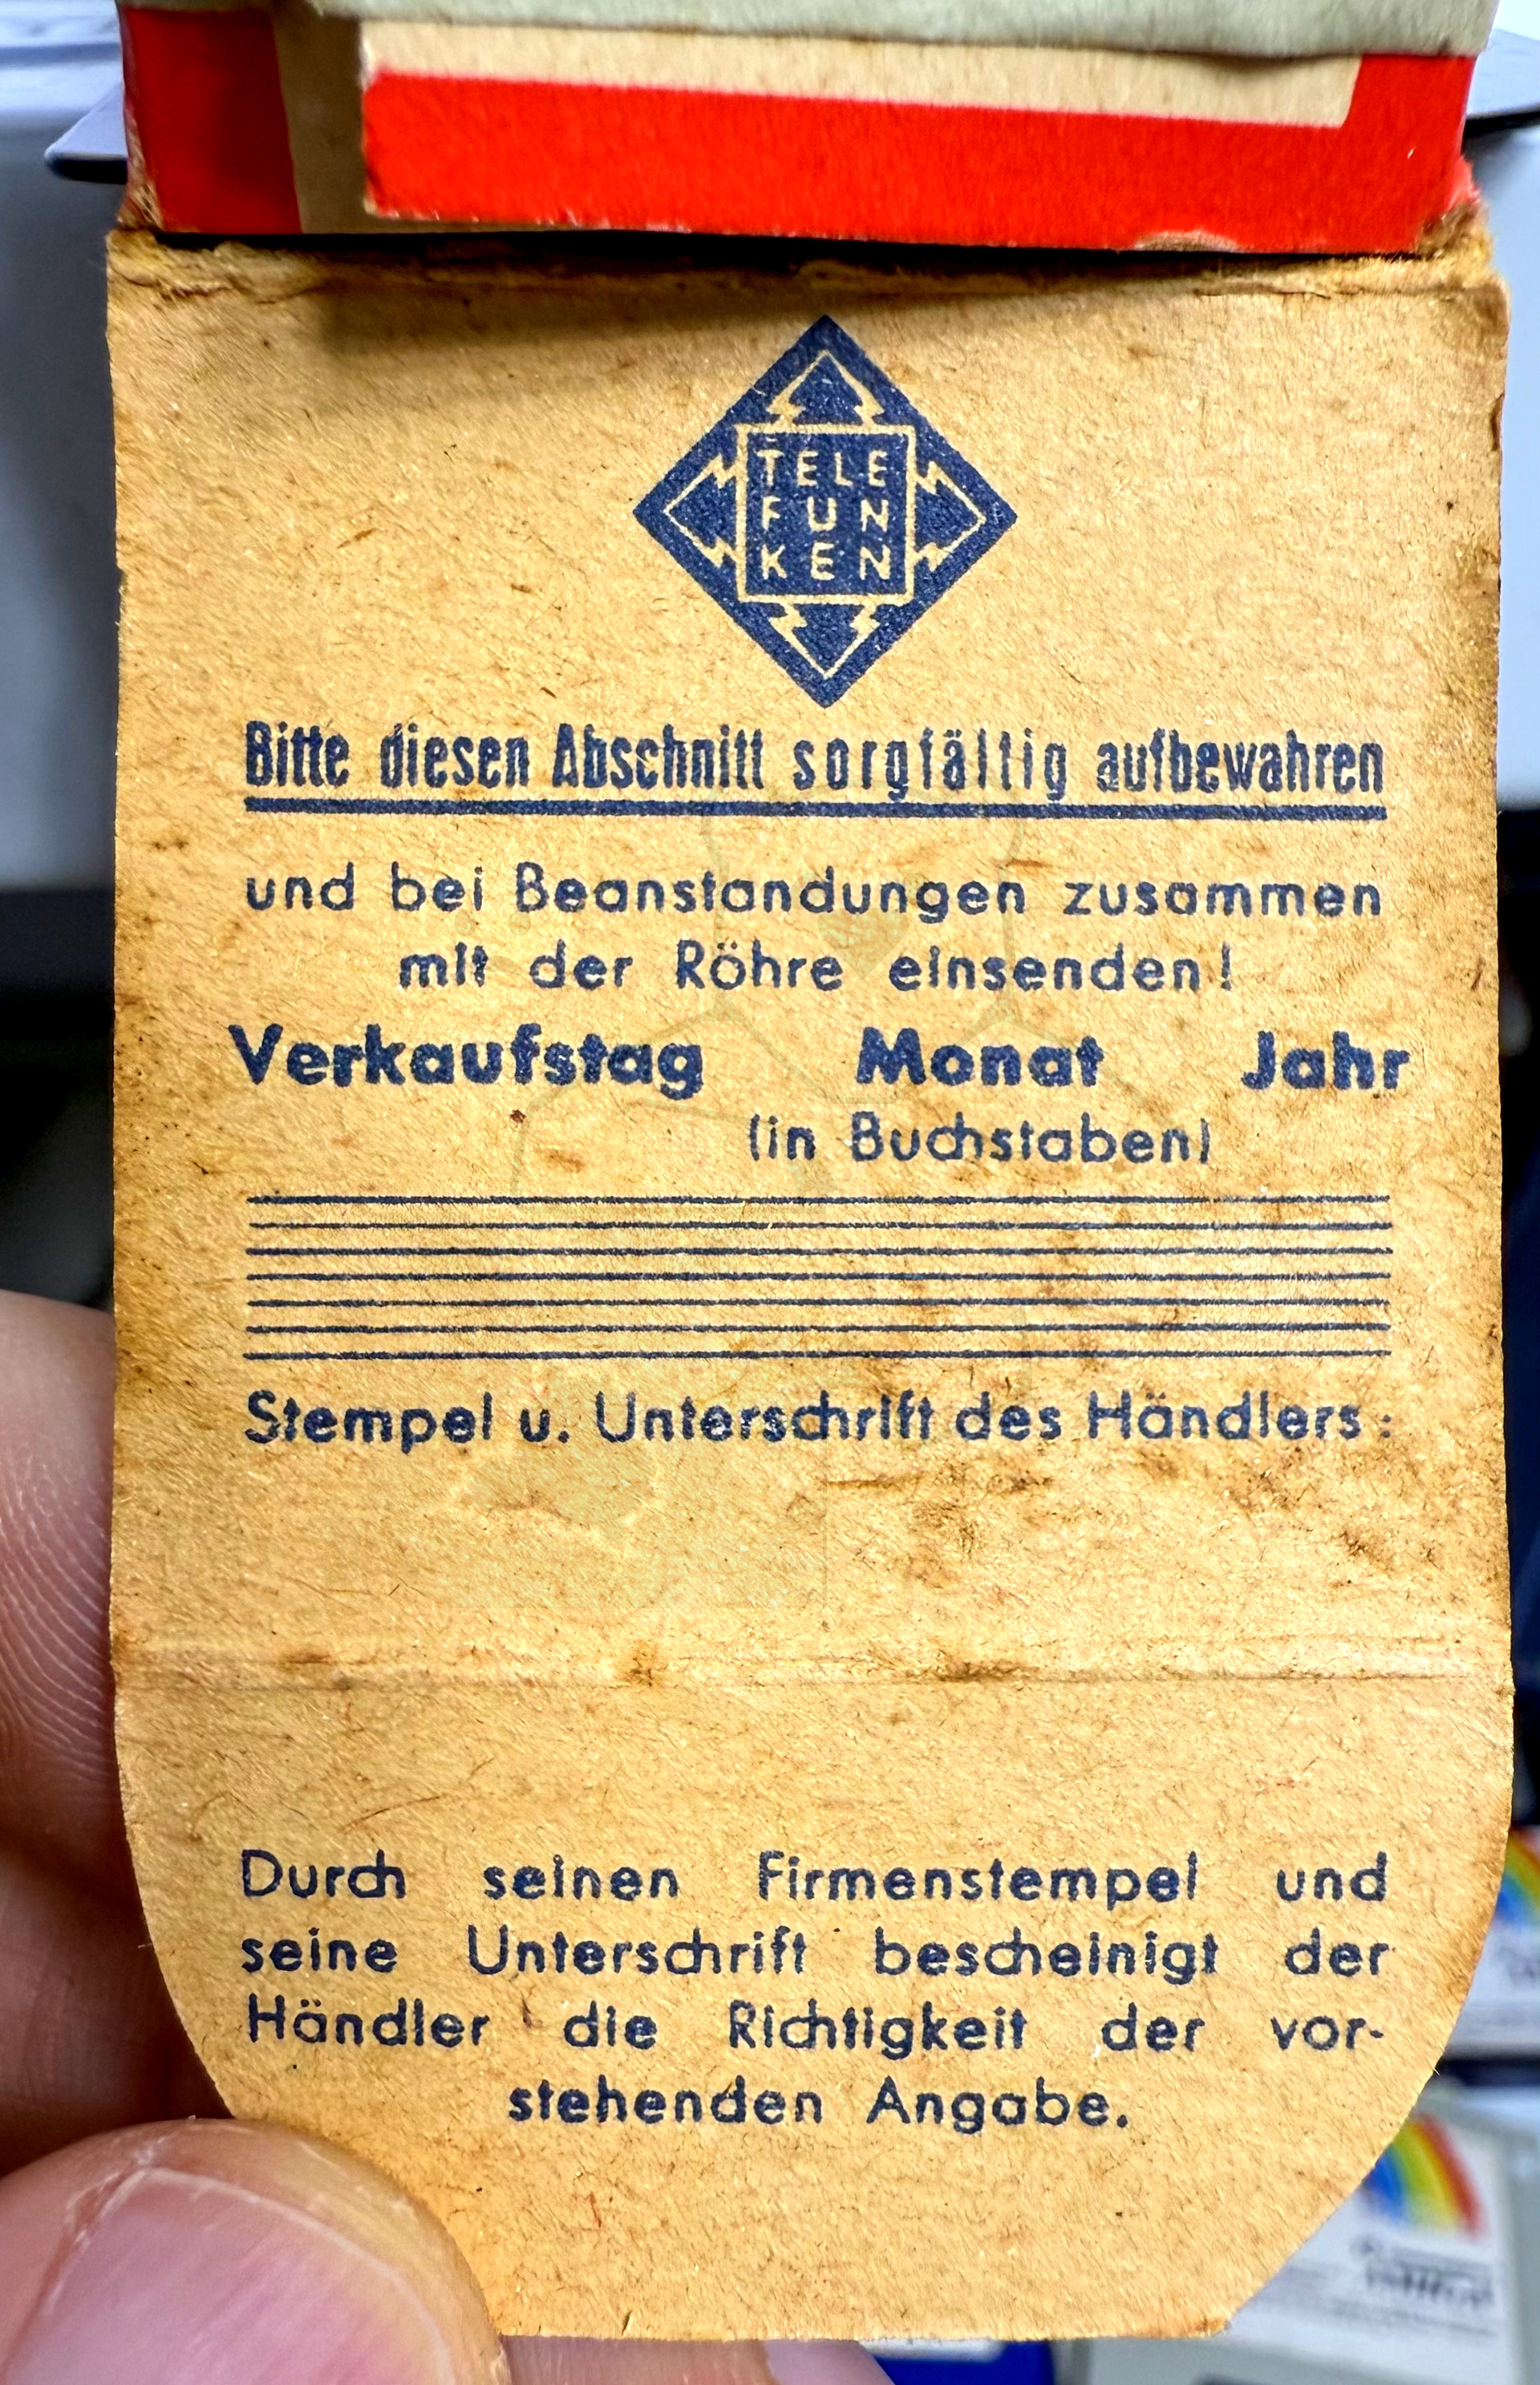 TELE
FUN
KEN
Bitte diesen Abschnitt sorgfältig aufbewahren
und bei Beanstandungen zusammen
mit der Röhre einsenden!
Verkaufstag Monat Jahr
(in Buchstaben)
Stempel u. Unterschrift des Händlers:
Durch seinen Firmenstempel und
seine Unterschrift bescheinigt der
Händler die Richtigkeit der vor-
stehenden Angabe.